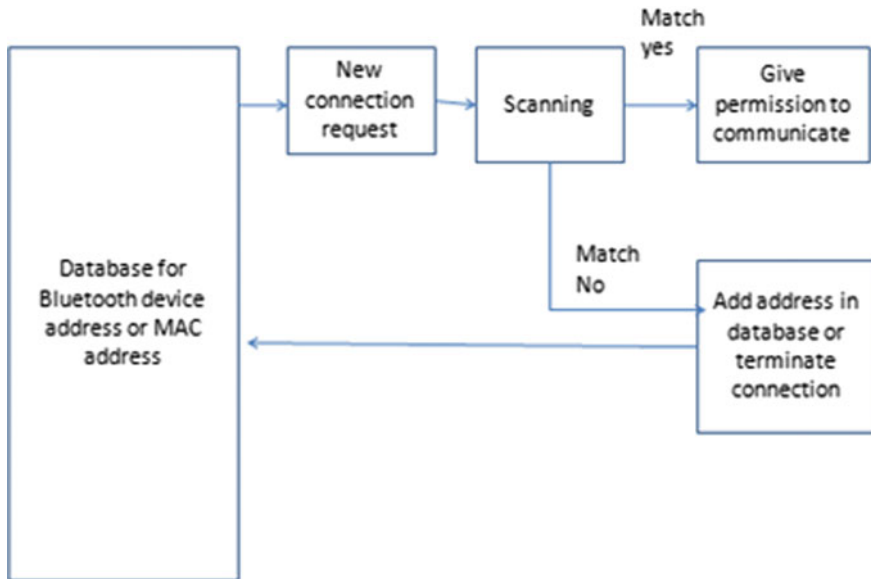 Database for
Bluetooth device
address or MAC
address
New
connection
request
Scanning
Match
yes
Give
permission to
communicate
Match
No
Add address in
database or
terminate
connection